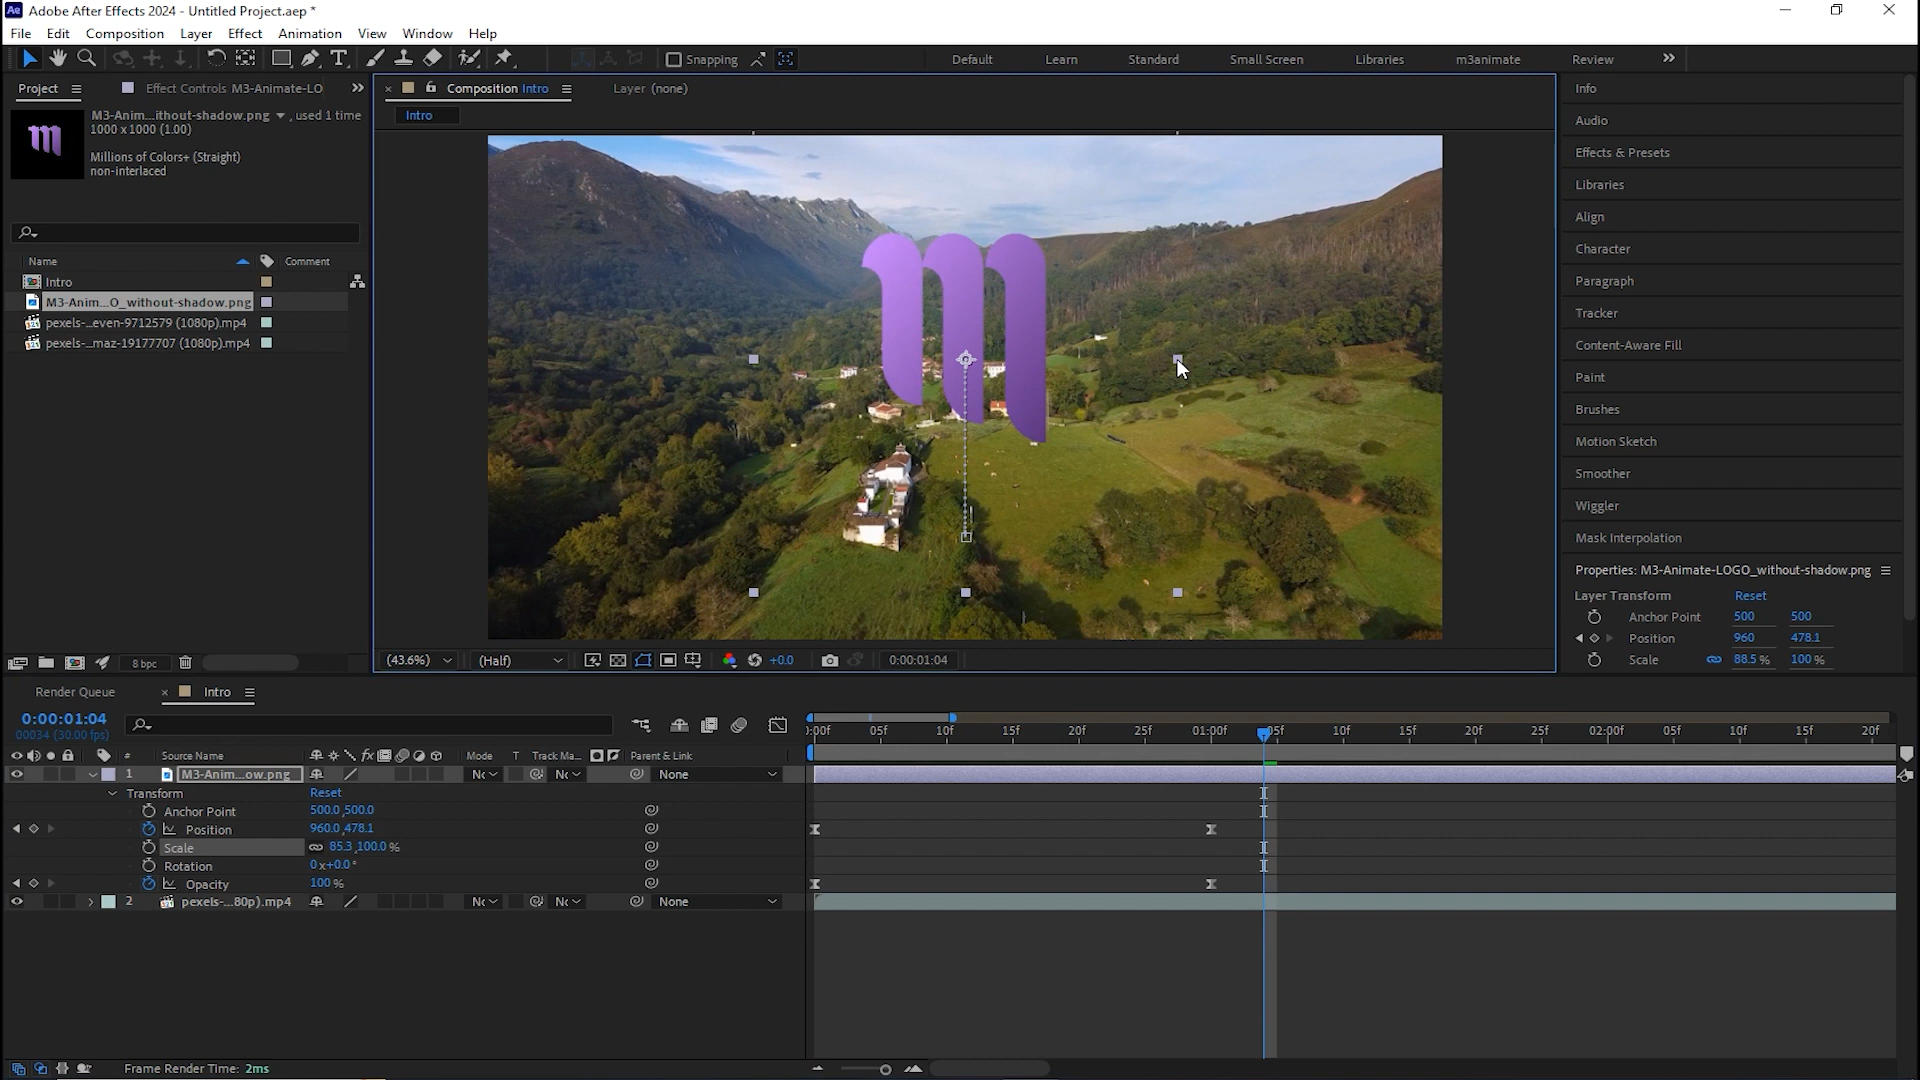 Ae Adobe After Effects 2024 - Untitled Project.aep *
File Edit Composition Layer Effect Animation View Window Help
Snapping
Default Learn Standard Small Screen Libraries m3animate Review
Project
Effect Controls M3-Animate-LO
M3-Anim...ithout-shadow.png , used 1 time
1000 x 1000 (1.00)
Millions of Colors+ (Straight)
non-interlaced
Name Comment
Intro
M3-Anim...O_without-shadow.png
pexels-...even-9712579 (1080p).mp4
pexels-...maz-19177707 (1080p).mp4
8 bpc
Composition Intro
Layer (none)
Intro
m
(43.6%) (Half) +0.0 0:00:01:04
Info
Audio
Effects & Presets
Libraries
Align
Character
Paragraph
Tracker
Content-Aware Fill
Paint
Brushes
Motion Sketch
Smoother
Wiggler
Mask Interpolation
Properties: M3-Animate-LOGO_without-shadow.png
Layer Transform Reset
Anchor Point 500 500
Position 960 478.1
Scale 88.5 % 100 %
Render Queue
Intro
0:00:01:04
00034 (30.00 fps)
:00f 05f 10f 15f 20f 25f 01:00f 05f 10f 15f 20f 25f 02:00f 05f 10f 15f 20f
# Source Name fx Mode T Track Ma... Parent & Link
1 M3-Anim...ow.png Nc Nc None
Transform Reset
Anchor Point 500.0,500.0
Position 960.0,478.1
Scale 85.3,100.0 %
Rotation 0x+0.0°
Opacity 100 %
2 pexels-...80p).mp4 Nc Nc None
Frame Render Time: 2ms